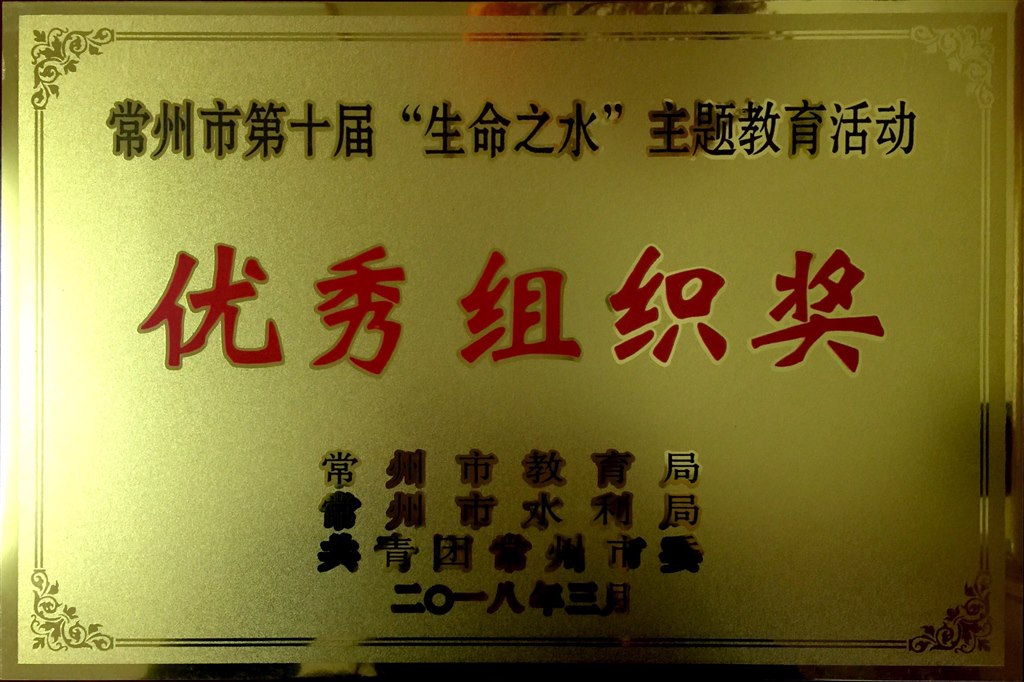 常州市第十届“生命之水”主题教育活动
优秀组织奖
常州市教育局
常州市水利局
共青团常州市委
二〇一八年三月